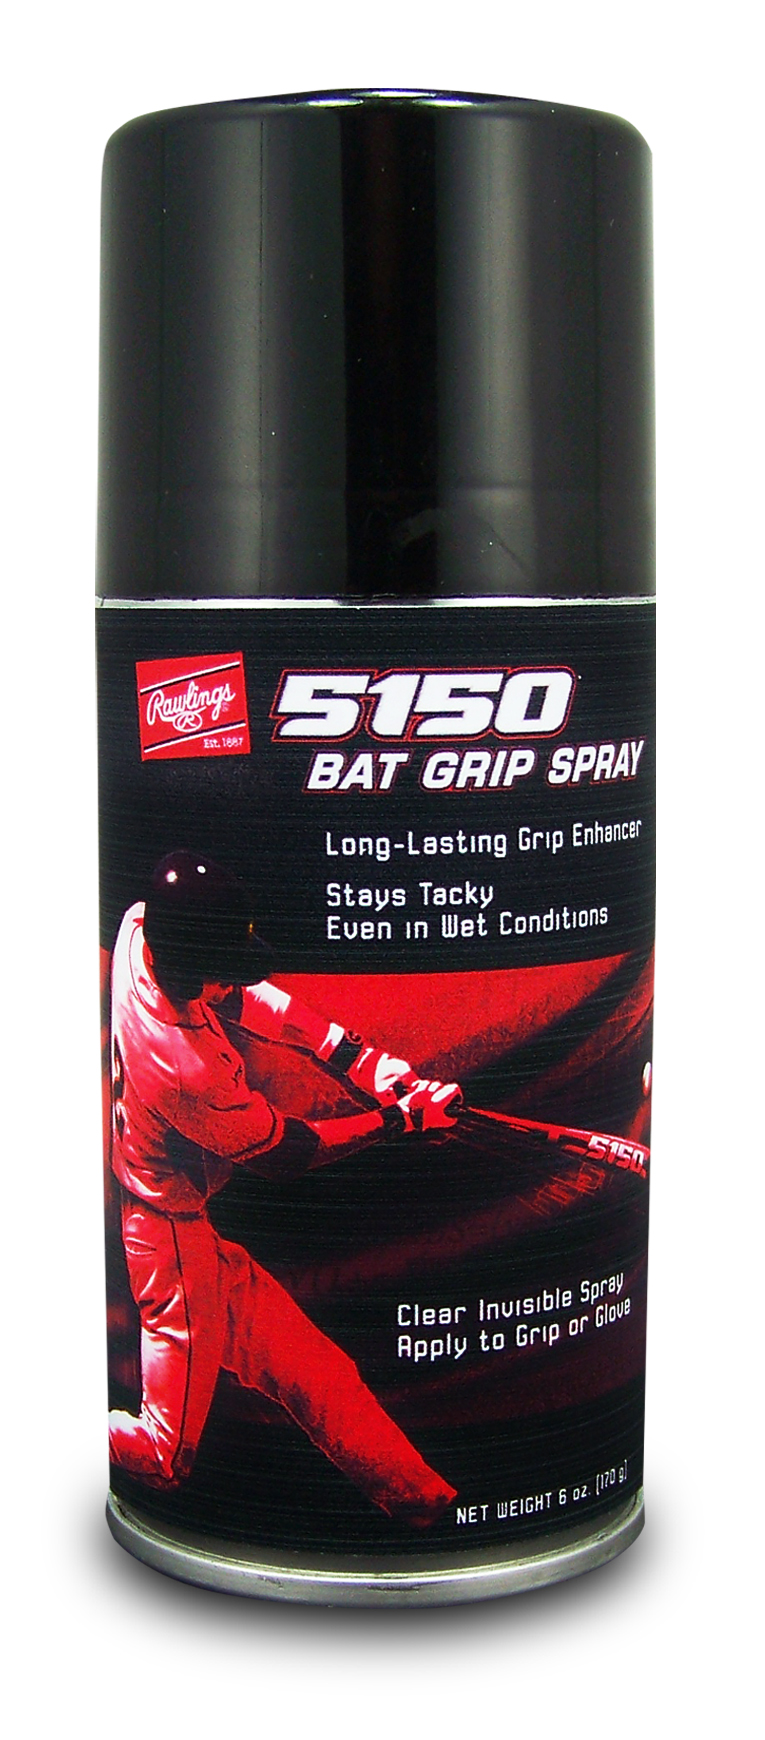 Rawlings
R
Est. 1887
5150
BAT GRIP SPRAY
Long-Lasting Grip Enhancer
Stays Tacky
Even in Wet Conditions
5150
Clear Invisible Spray
Apply to Grip or Glove
NET WEIGHT 6 oz. (170 g)